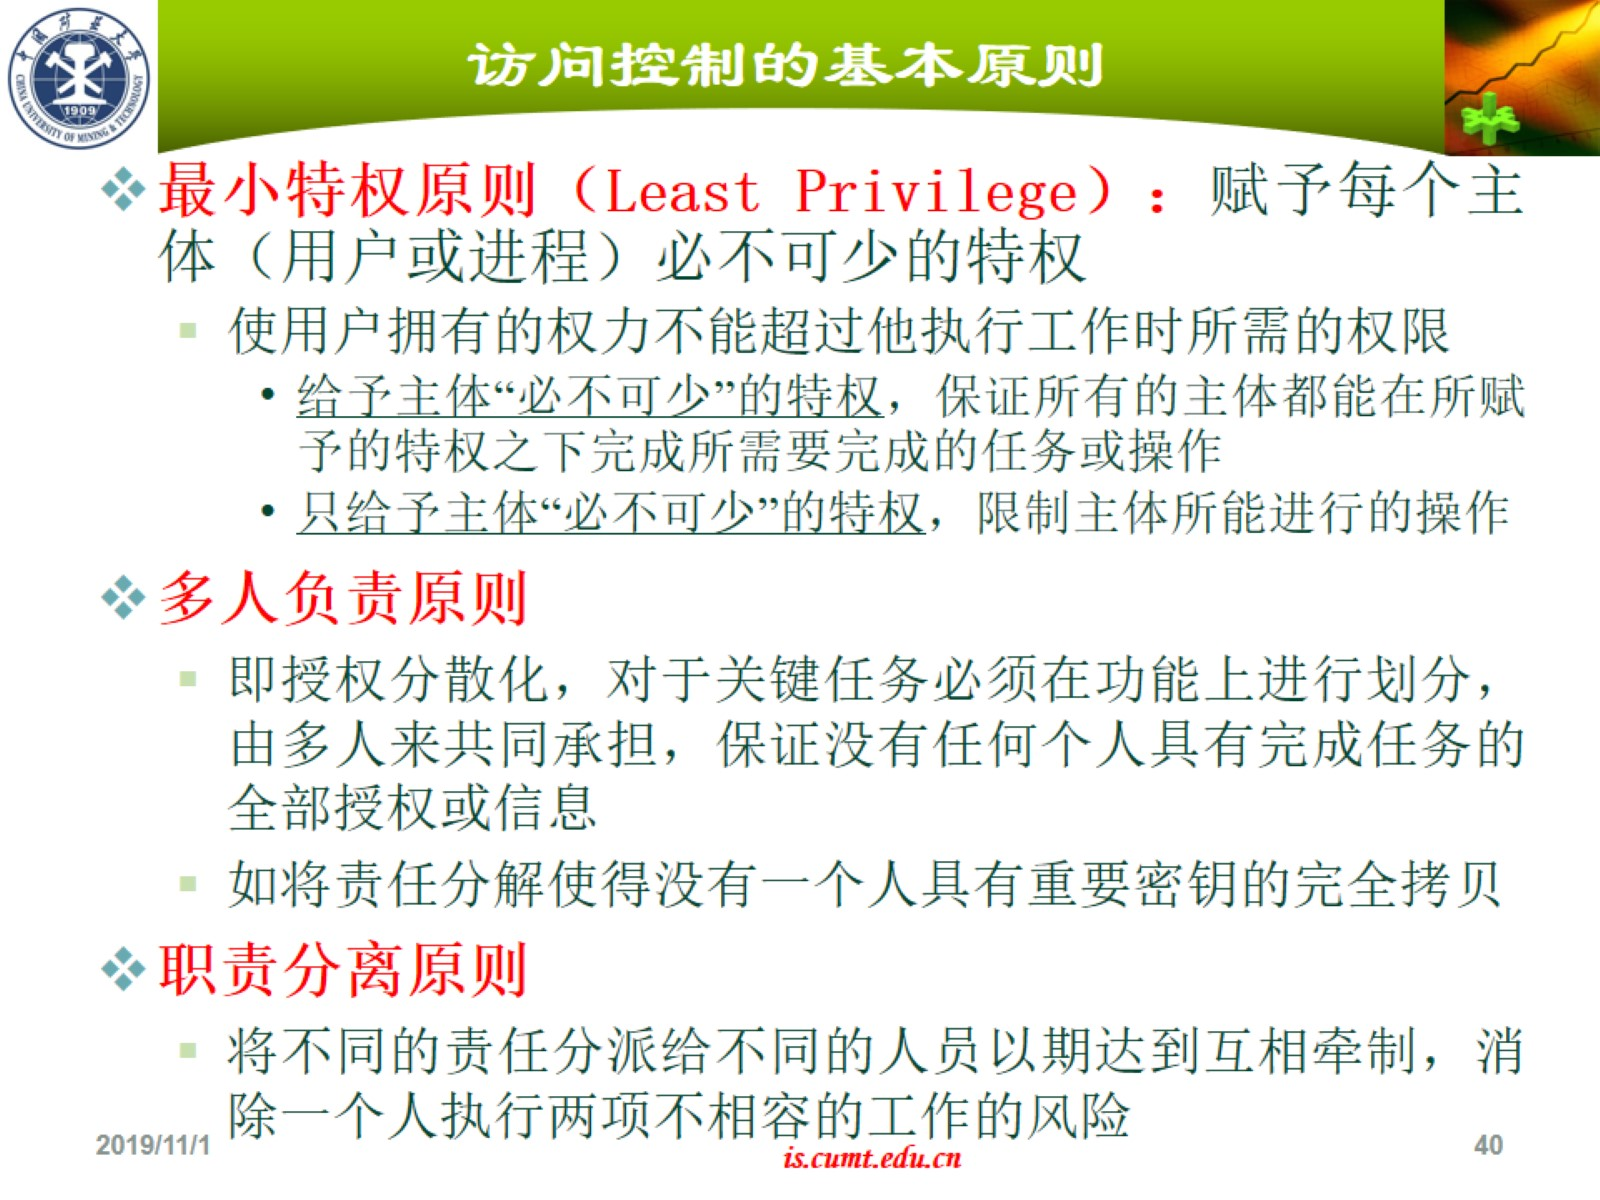 中国矿业大学
CHINA UNIVERSITY OF MINING & TECHNOLOGY
1909
访问控制的基本原则
最小特权原则（Least Privilege）：赋予每个主
体（用户或进程）必不可少的特权
使用户拥有的权力不能超过他执行工作时所需的权限
• 给予主体“必不可少”的特权，保证所有的主体都能在所赋
予的特权之下完成所需要完成的任务或操作
• 只给予主体“必不可少”的特权，限制主体所能进行的操作
多人负责原则
即授权分散化，对于关键任务必须在功能上进行划分，
由多人来共同承担，保证没有任何个人具有完成任务的
全部授权或信息
如将责任分解使得没有一个人具有重要密钥的完全拷贝
职责分离原则
将不同的责任分派给不同的人员以期达到互相牵制，消
除一个人执行两项不相容的工作的风险
2019/11/1
is.cumt.edu.cn
40